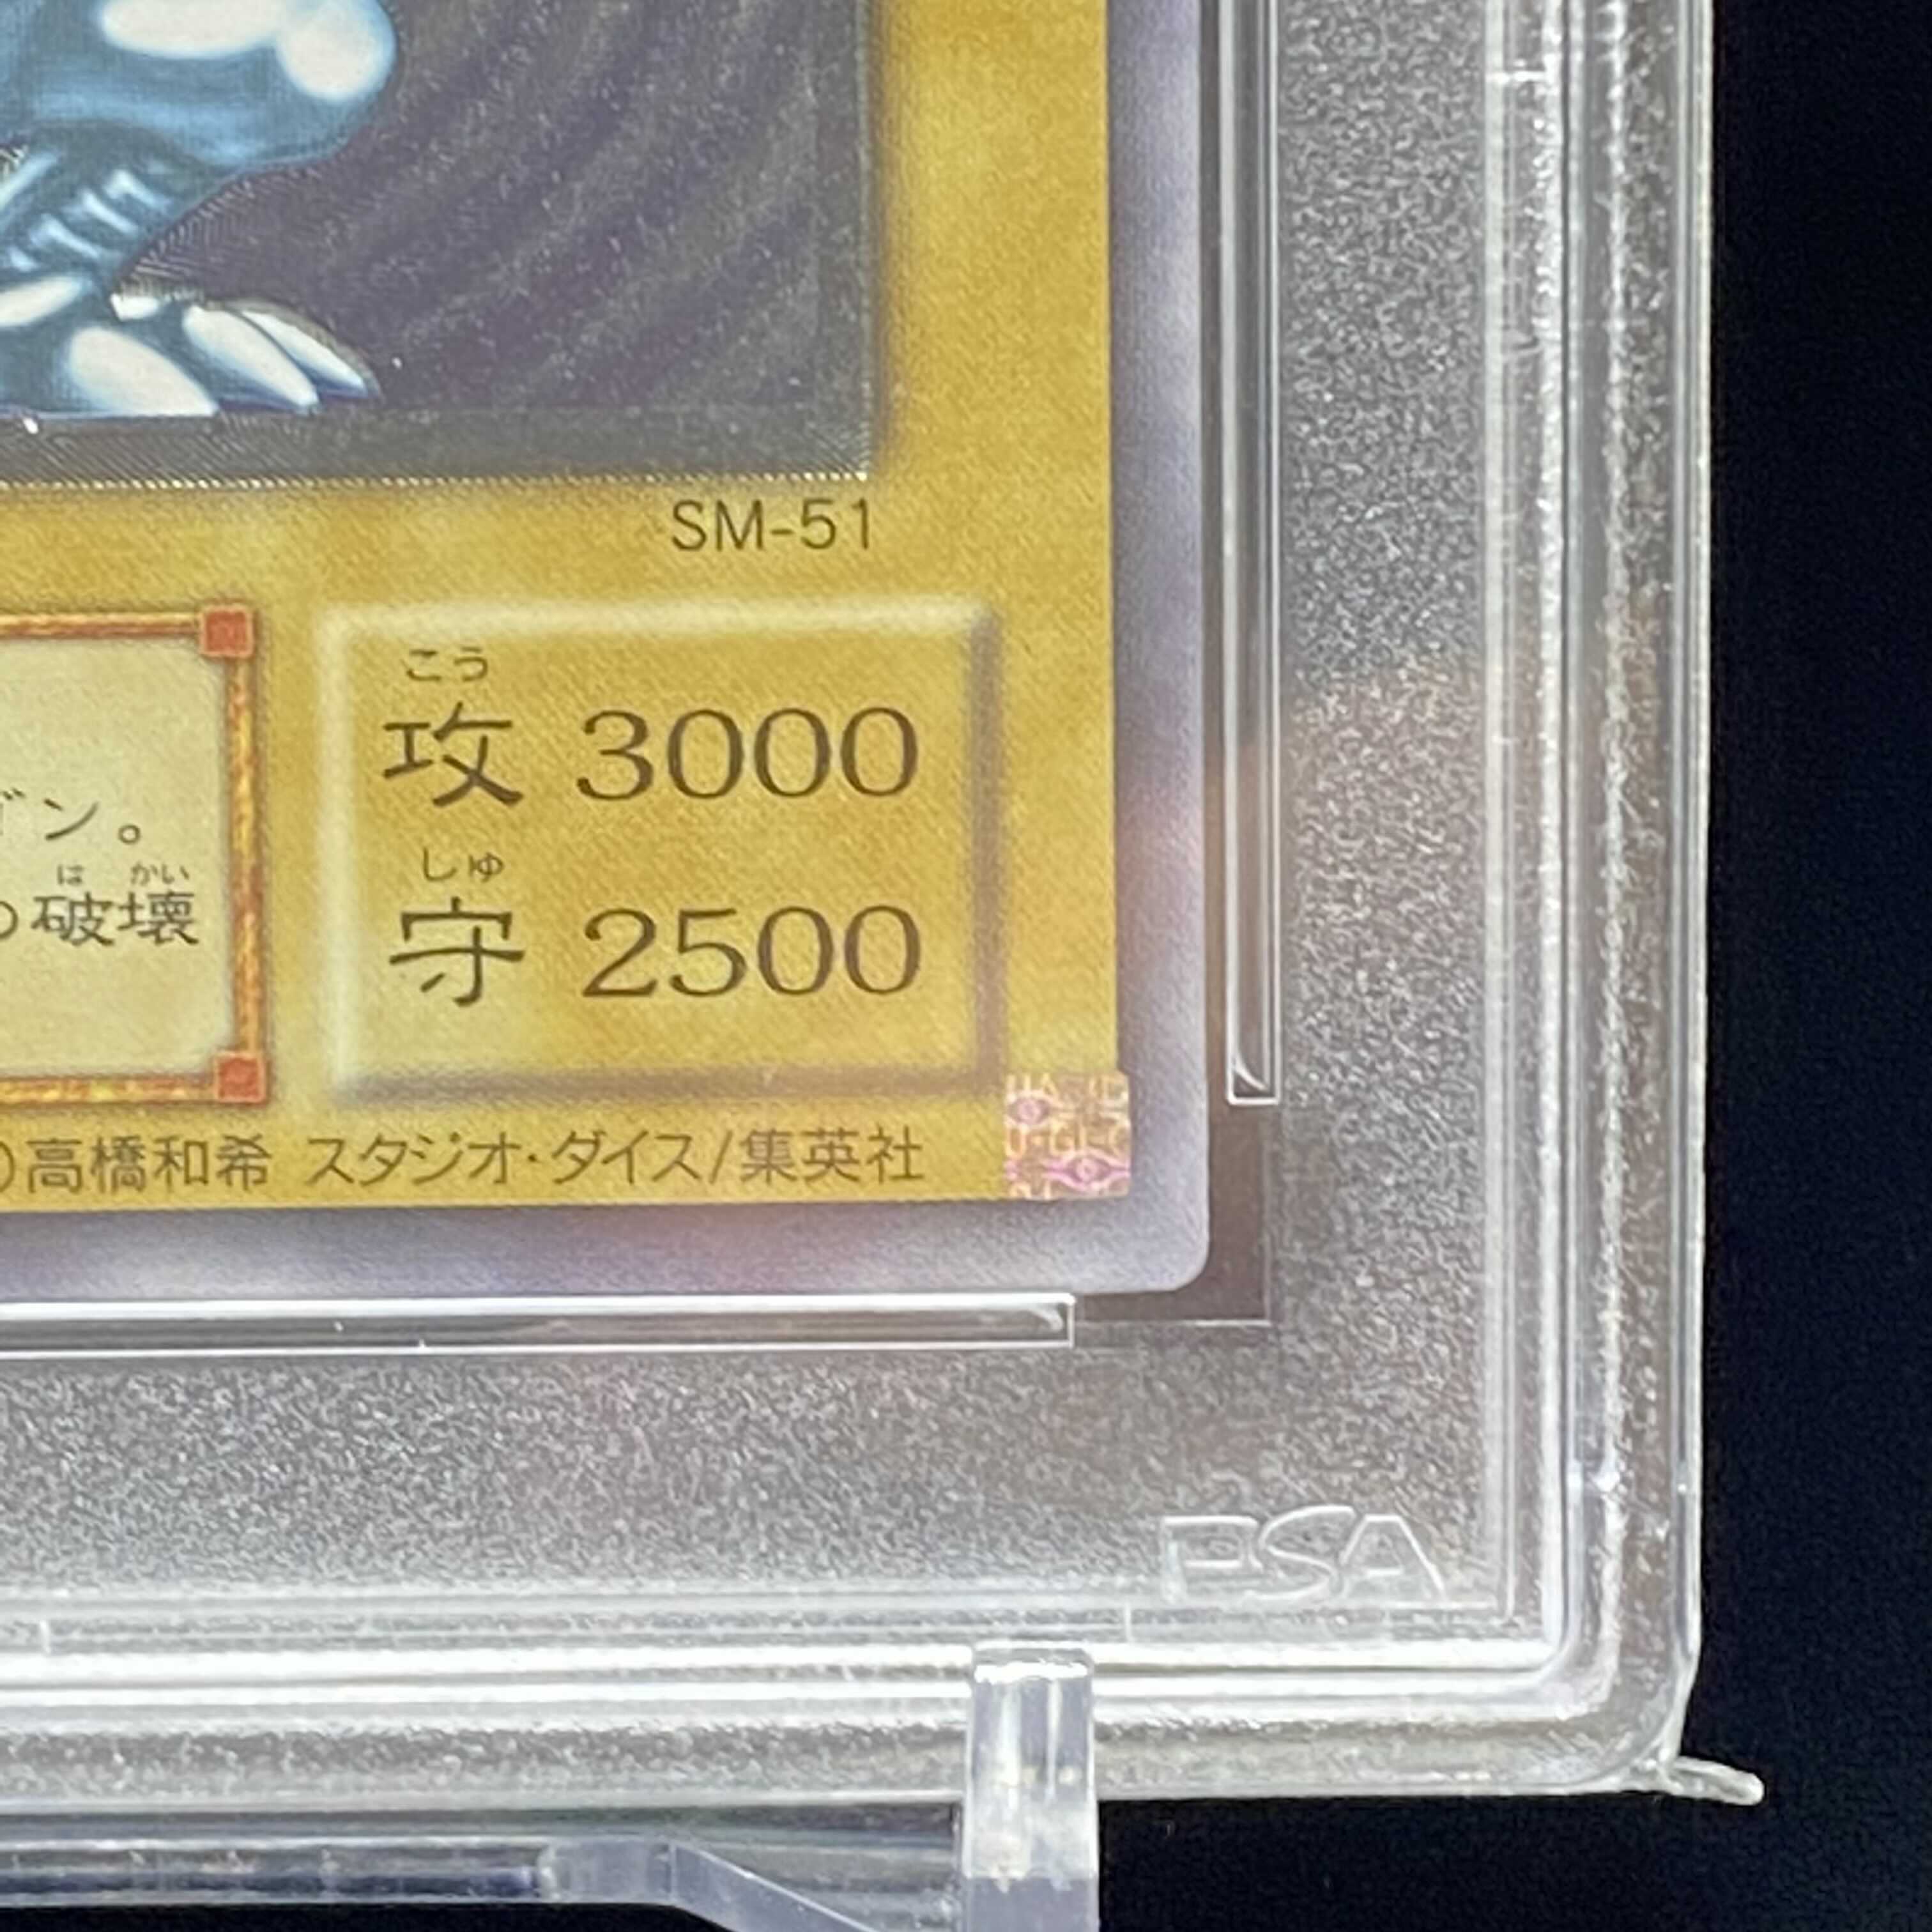 SM-51
こう
攻 3000
ン。
はかい
破壊
しゅ
守 2500
高橋和希 スタジオ・ダイス/集英社
PSA